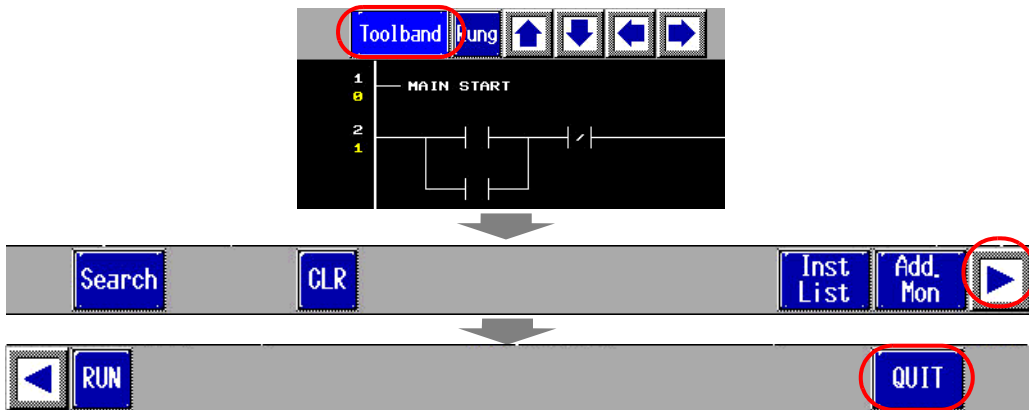 Toolband Rung
1
0
MAIN START
2
1
Search CLR Inst List Add. Mon
RUN QUIT